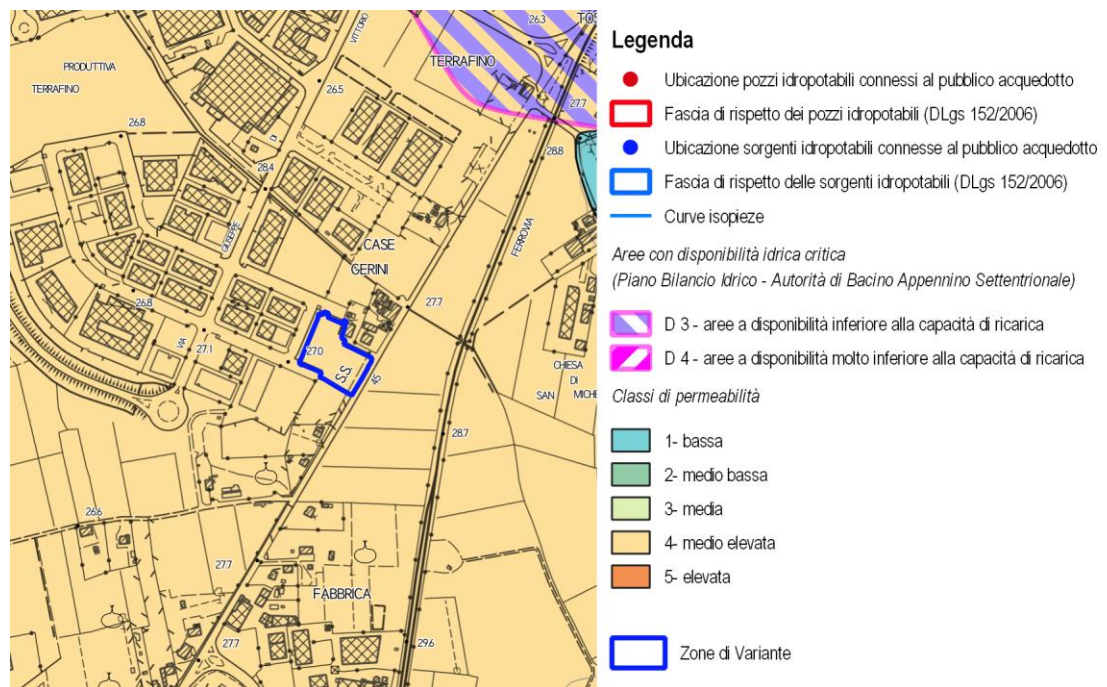 26.3
TOS
PRODUTTIVA
TERRAFINO
VITTORIO
TERRAFINO
26.5
27.7
26.8
DI
28.8
28.4
GIUSEPPE
CASE
GERINI
FERROVIA
26.8
27.7
VIA
27.1
27.0
S.S.
45
CHIESA
DI
SAN MICHE
28.7
26.6
27.7
FABBRICA
27.7
29.6
Legenda
Ubicazione pozzi idropotabili connessi al pubblico acquedotto
Fascia di rispetto dei pozzi idropotabili (DLgs 152/2006)
Ubicazione sorgenti idropotabili connesse al pubblico acquedotto
Fascia di rispetto delle sorgenti idropotabili (DLgs 152/2006)
Curve isopieze
Aree con disponibilità idrica critica
(Piano Bilancio Idrico - Autorità di Bacino Appennino Settentrionale)
D 3 - aree a disponibilità inferiore alla capacità di ricarica
D 4 - aree a disponibilità molto inferiore alla capacità di ricarica
Classi di permeabilità
1- bassa
2- medio bassa
3- media
4- medio elevata
5- elevata
Zone di Variante